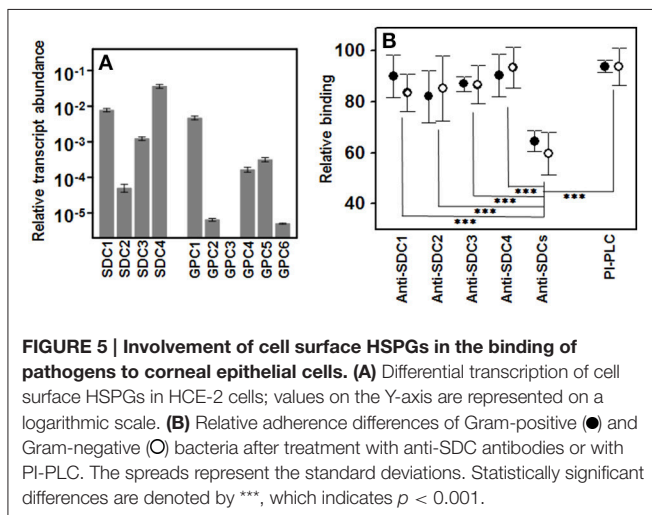 A
Relative transcript abundance
10-1
10-2
10-3
10-4
10-5
SDC1
SDC2
SDC3
SDC4
GPC1
GPC2
GPC3
GPC4
GPC5
GPC6
B
Relative binding
100
80
60
40
***
***
***
***
***
Anti-SDC1
Anti-SDC2
Anti-SDC3
Anti-SDC4
Anti-SDCs
PI-PLC
FIGURE 5 | Involvement of cell surface HSPGs in the binding of
pathogens to corneal epithelial cells. (A) Differential transcription of cell
surface HSPGs in HCE-2 cells; values on the Y-axis are represented on a
logarithmic scale. (B) Relative adherence differences of Gram-positive (●) and
Gram-negative (O) bacteria after treatment with anti-SDC antibodies or with
PI-PLC. The spreads represent the standard deviations. Statistically significant
differences are denoted by ***, which indicates p < 0.001.